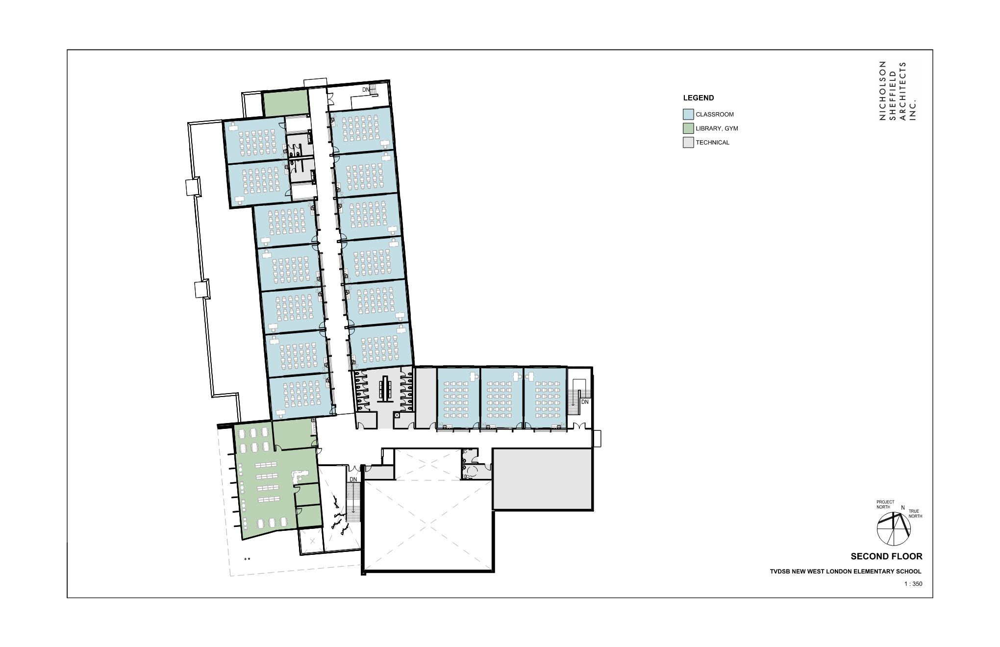 NICHOLSON
SHEFFIELD
ARCHITECTS
INC.
LEGEND
CLASSROOM
LIBRARY, GYM
TECHNICAL
DN
DN
DN
PROJECT
NORTH
N
TRUE
NORTH
SECOND FLOOR
TVDSB NEW WEST LONDON ELEMENTARY SCHOOL
1 : 350